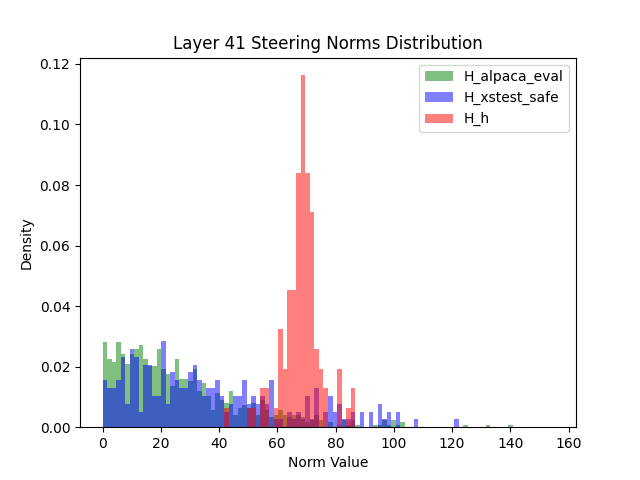 Layer 41 Steering Norms Distribution
H_alpaca_eval
H_xstest_safe
H_h
Density
0.12
0.10
0.08
0.06
0.04
0.02
0.00
0
20
40
60
80
100
120
140
160
Norm Value